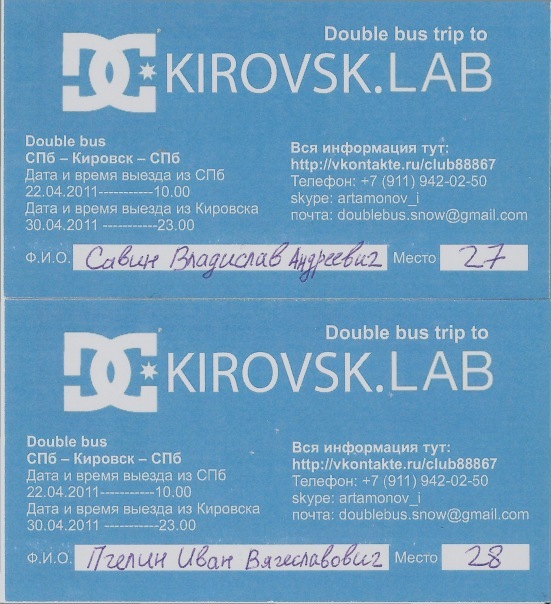 Double bus trip to
DC KIROVSK.LAB
Double bus
СПб – Кировск – СПб
Дата и время выезда из СПб
22.04.2011-----------10.00
Дата и время выезда из Кировска
30.04.2011 -----------23.00
Вся информация тут:
http://vkontakte.ru/club88867
Телефон: +7 (911) 942-02-50
skype: artamonov_i
почта: doublebus.snow@gmail.com
Ф.И.О. Савин Владислав Андреевич Место 27
Double bus trip to
DC KIROVSK.LAB
Double bus
СПб – Кировск – СПб
Дата и время выезда из СПб
22.04.2011-----------10.00
Дата и время выезда из Кировска
30.04.2011 -----------23.00
Вся информация тут:
http://vkontakte.ru/club88867
Телефон: +7 (911) 942-02-50
skype: artamonov_i
почта: doublebus.snow@gmail.com
Ф.И.О. Пчелин Иван Вячеславович Место 28